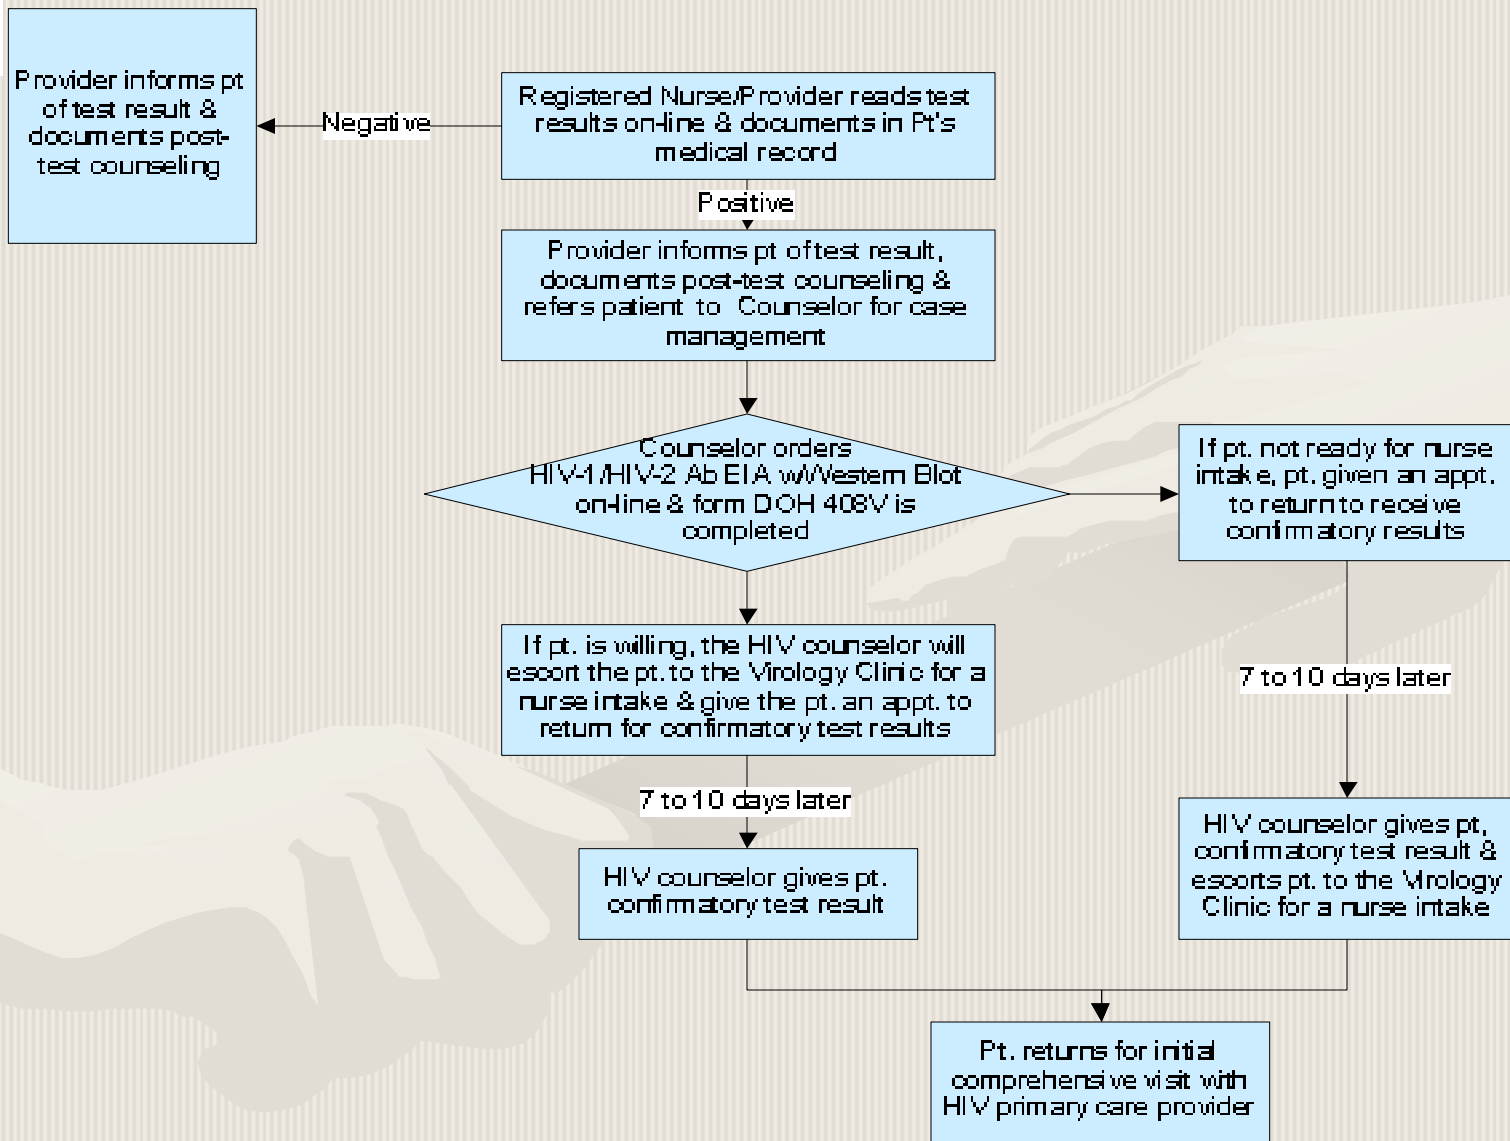 Provider informs pt
of test result &
documents post-
test counseling
Negative
Registered Nurse/Provider reads test
results on-line & documents in Pt's
medical record
Positive
Provider informs pt of test result,
documents post-test counseling &
refers patient to Counselor for case
management
Counselor orders
HIV-1/HIV-2 Ab EIA w/Western Blot
on-line & form DOH 408V is
completed
If pt. not ready for nurse
intake, pt. given an appt.
to return to receive
confirmatory results
If pt. is willing, the HIV counselor will
escort the pt. to the Virology Clinic for a
nurse intake & give the pt. an appt. to
return for confirmatory test results
7 to 10 days later
7 to 10 days later
HIV counselor gives pt.
confirmatory test result
HIV counselor gives pt,
confirmatory test result &
escorts pt. to the Virology
Clinic for a nurse intake
Pt. returns for initial
comprehensive visit with
HIV primary care provider